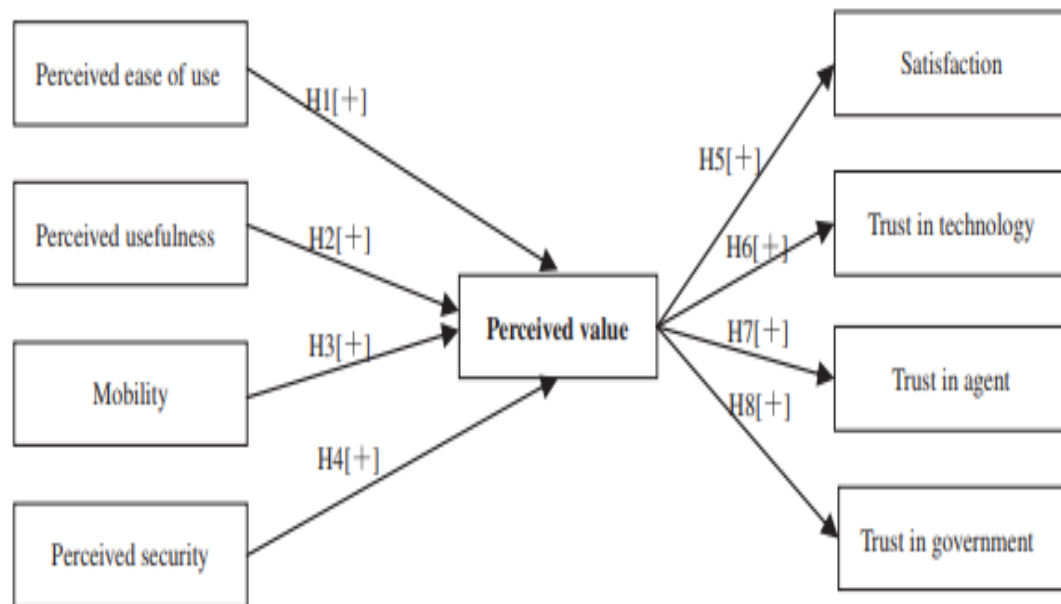 Perceived ease of use
H1[+]
Perceived usefulness
H2[+]
Mobility
H3[+]
Perceived security
H4[+]
Perceived value
H5[+]
Satisfaction
H6[+]
Trust in technology
H7[+]
Trust in agent
H8[+]
Trust in government